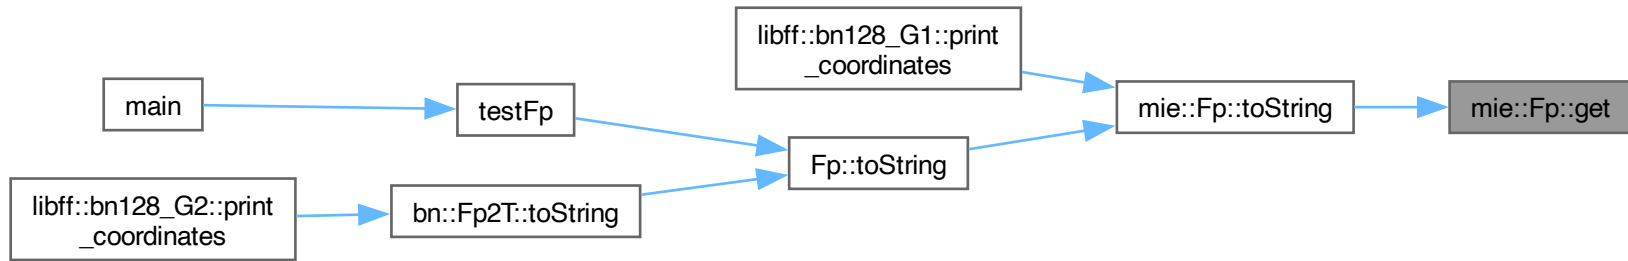 libff::bn128_G1::print
_coordinates
main
testFp
mie::Fp::toString
mie::Fp::get
Fp::toString
libff::bn128_G2::print
_coordinates
bn::Fp2T::toString